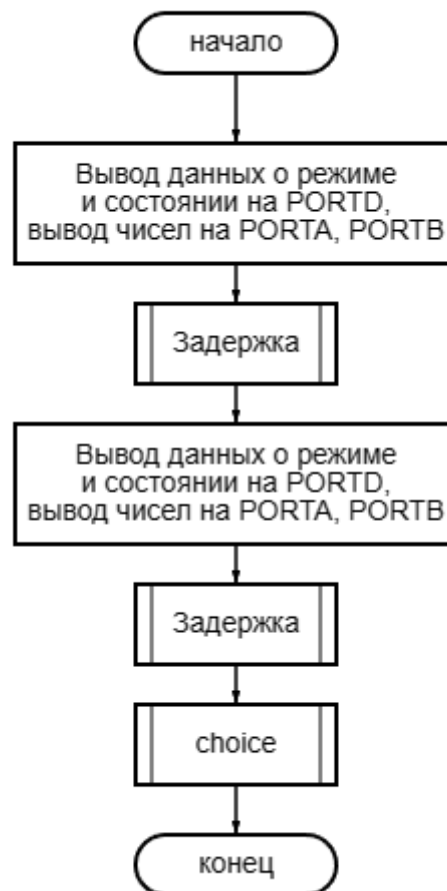 начало
Вывод данных о режиме
и состоянии на PORTD,
вывод чисел на PORTA, PORTB
Задержка
Вывод данных о режиме
и состоянии на PORTD,
вывод чисел на PORTA, PORTB
Задержка
choice
конец